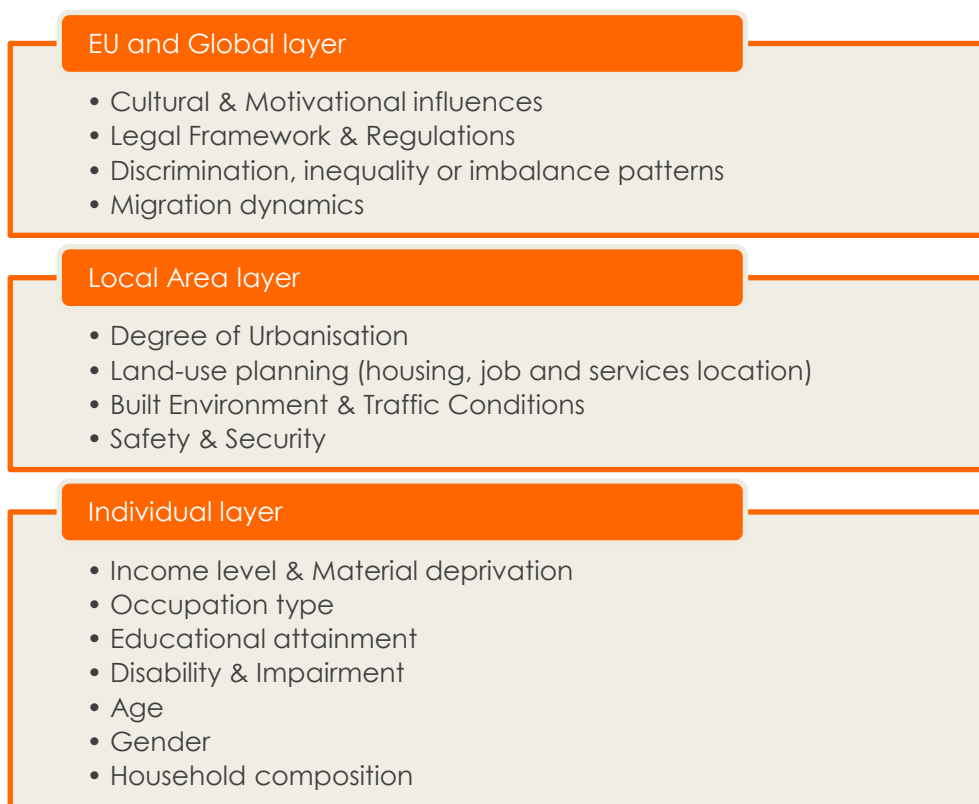 EU and Global layer
• Cultural & Motivational influences
• Legal Framework & Regulations
• Discrimination, inequality or imbalance patterns
• Migration dynamics
Local Area layer
• Degree of Urbanisation
• Land-use planning (housing, job and services location)
• Built Environment & Traffic Conditions
• Safety & Security
Individual layer
• Income level & Material deprivation
• Occupation type
• Educational attainment
• Disability & Impairment
• Age
• Gender
• Household composition